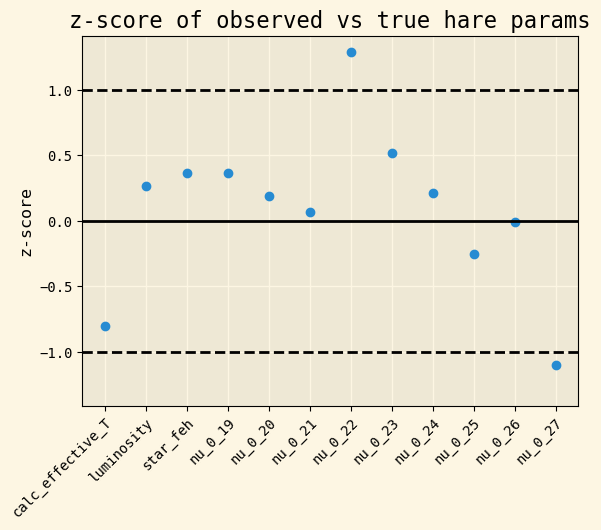 z-score of observed vs true hare params
z-score
1.0
0.5
0.0
−0.5
−1.0
calc_effective_T
luminosity
star_feh
nu_0_19
nu_0_20
nu_0_21
nu_0_22
nu_0_23
nu_0_24
nu_0_25
nu_0_26
nu_0_27